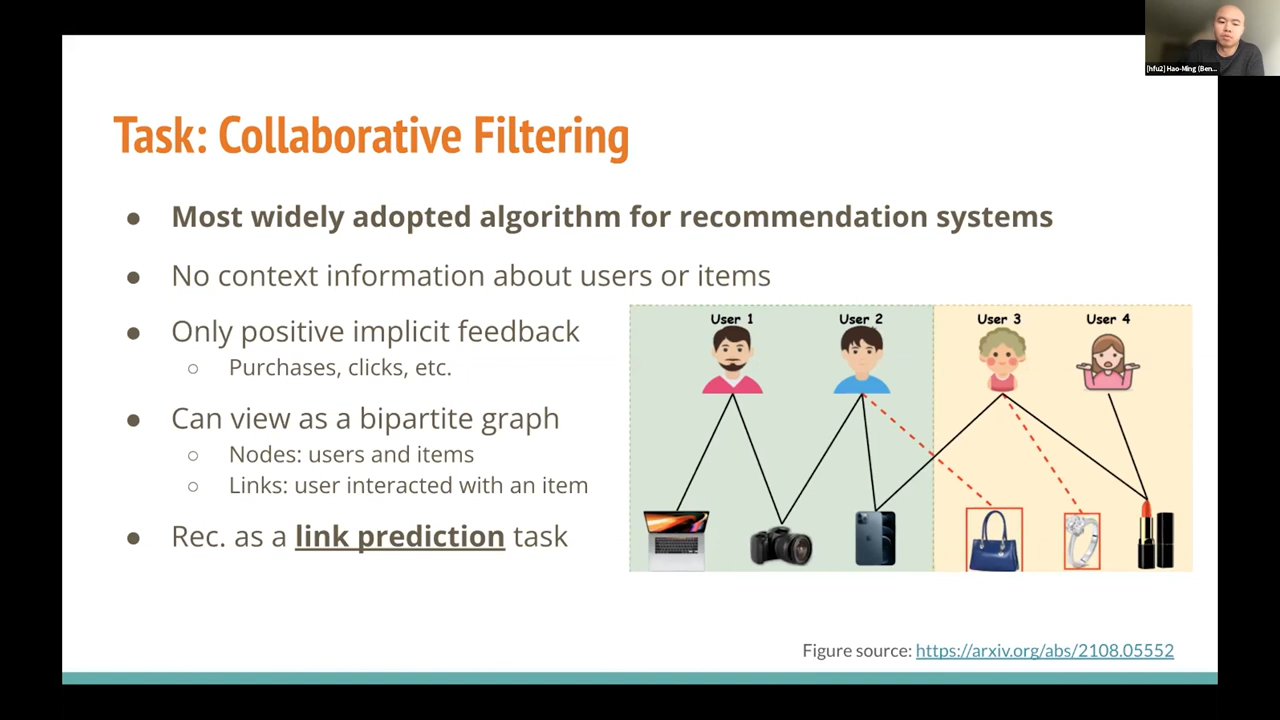 [hfu2] Hao-Ming (Ben...
Task: Collaborative Filtering
● Most widely adopted algorithm for recommendation systems
● No context information about users or items
● Only positive implicit feedback
○ Purchases, clicks, etc.
● Can view as a bipartite graph
○ Nodes: users and items
○ Links: user interacted with an item
● Rec. as a link prediction task
User 1
User 2
User 3
User 4
Figure source: https://arxiv.org/abs/2108.05552